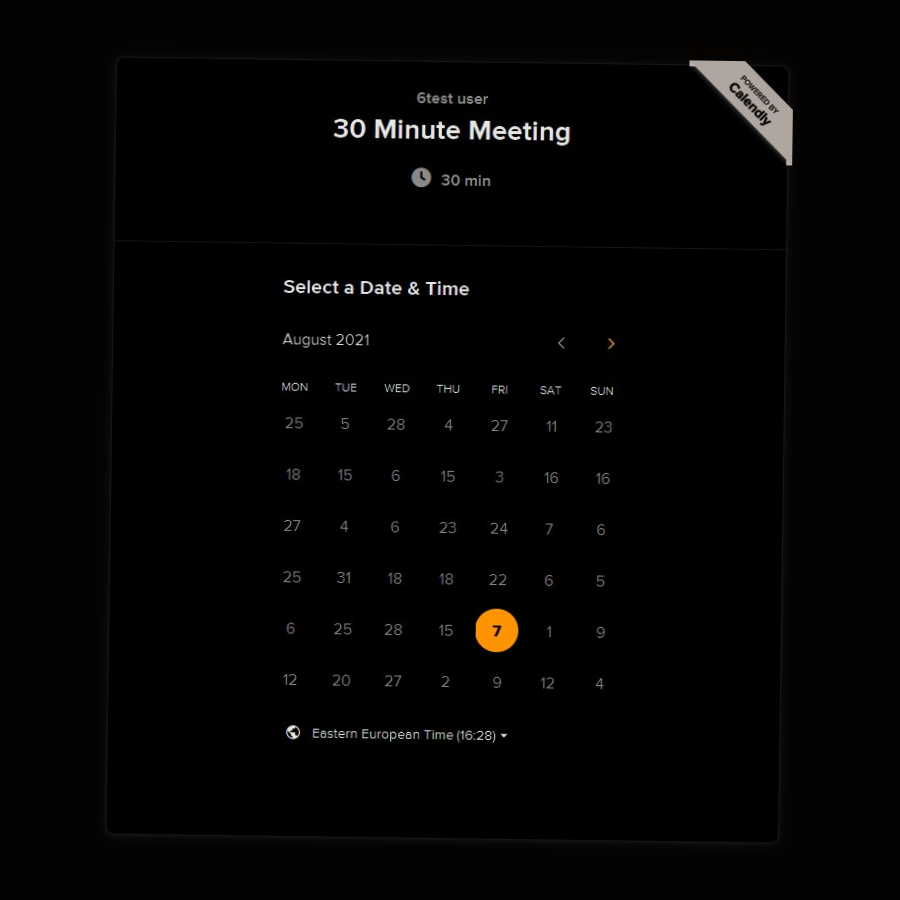 POWERED BY
Calendly
6test user
30 Minute Meeting
30 min
Select a Date & Time
August 2021
MON TUE WED THU FRI SAT SUN
25 5 28 4 27 11 23
18 15 6 15 3 16 16
27 4 6 23 24 7 6
25 31 18 18 22 6 5
6 25 28 15 7 1 9
12 20 27 2 9 12 4
Eastern European Time (16:28)